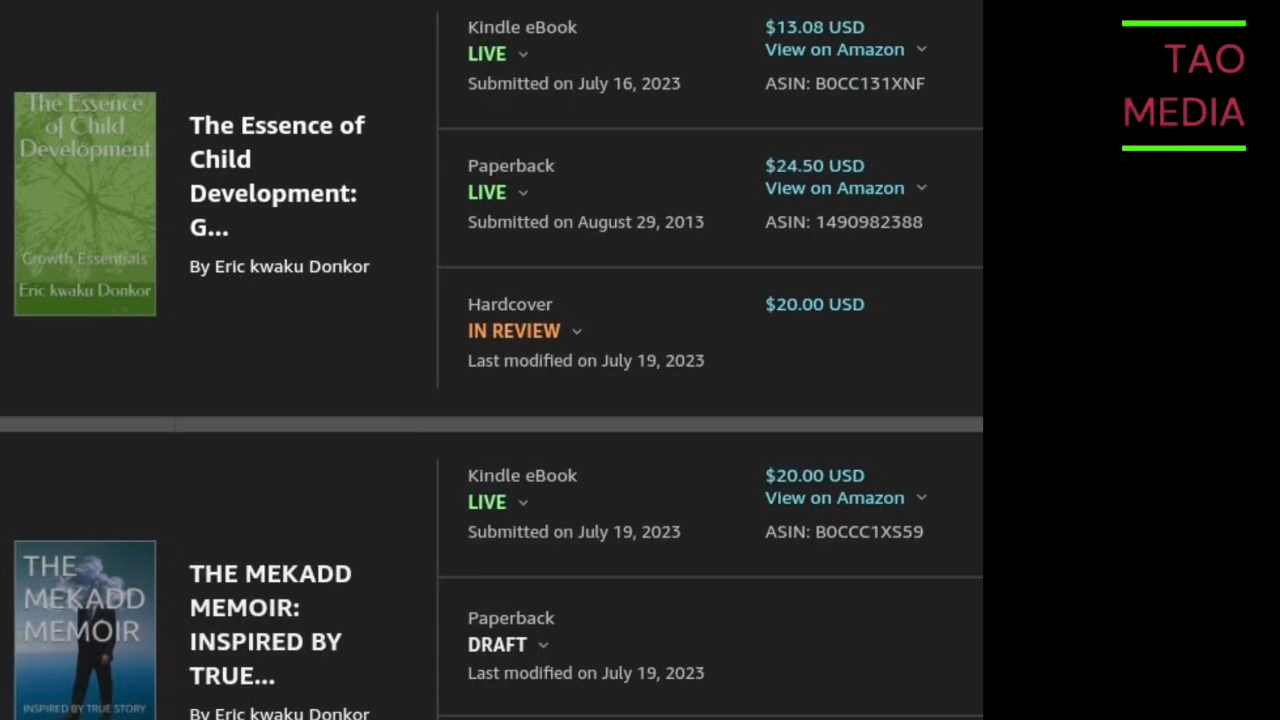 The Essence
of Child
Development
Growth Essentials
Eric kwaku Donkor
The Essence of
Child
Development:
G...
By Eric kwaku Donkor
Kindle eBook
LIVE
Submitted on July 16, 2023
$13.08 USD
View on Amazon
ASIN: B0CC131XNF
Paperback
LIVE
Submitted on August 29, 2013
$24.50 USD
View on Amazon
ASIN: 1490982388
Hardcover
IN REVIEW
Last modified on July 19, 2023
$20.00 USD
THE
MEKADD
MEMOIR
INSPIRED BY TRUE STORY
THE MEKADD
MEMOIR:
INSPIRED BY
TRUE...
By Eric kwaku Donkor
Kindle eBook
LIVE
Submitted on July 19, 2023
$20.00 USD
View on Amazon
ASIN: B0CCC1XS59
Paperback
DRAFT
Last modified on July 19, 2023
TAO
MEDIA